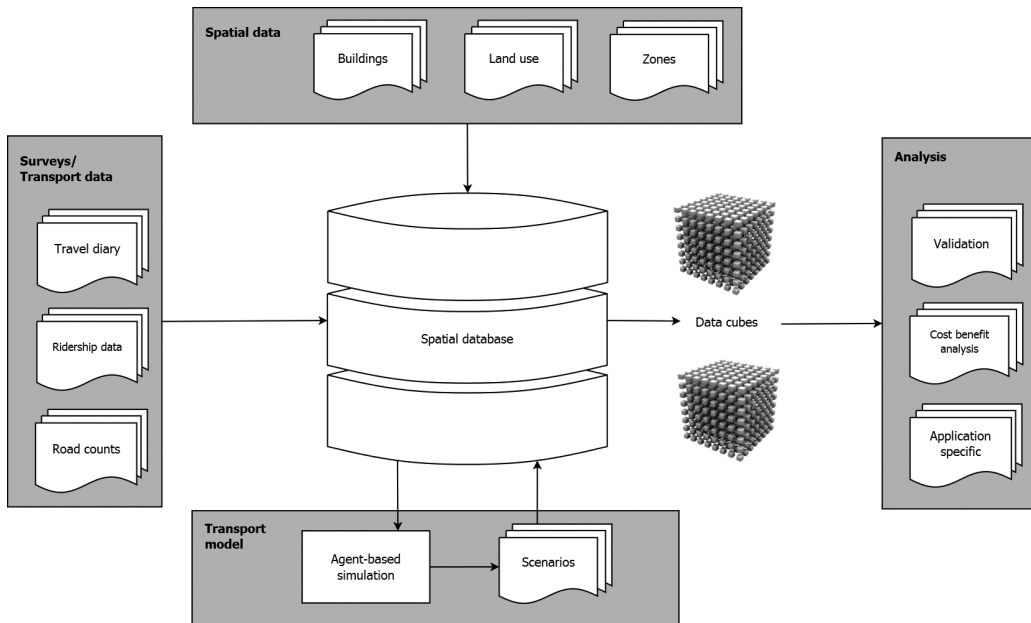 Spatial data
Buildings
Land use
Zones
Surveys/
Transport data
Travel diary
Ridership data
Road counts
Spatial database
Data cubes
Analysis
Validation
Cost benefit
analysis
Application
specific
Transport
model
Agent-based
simulation
Scenarios